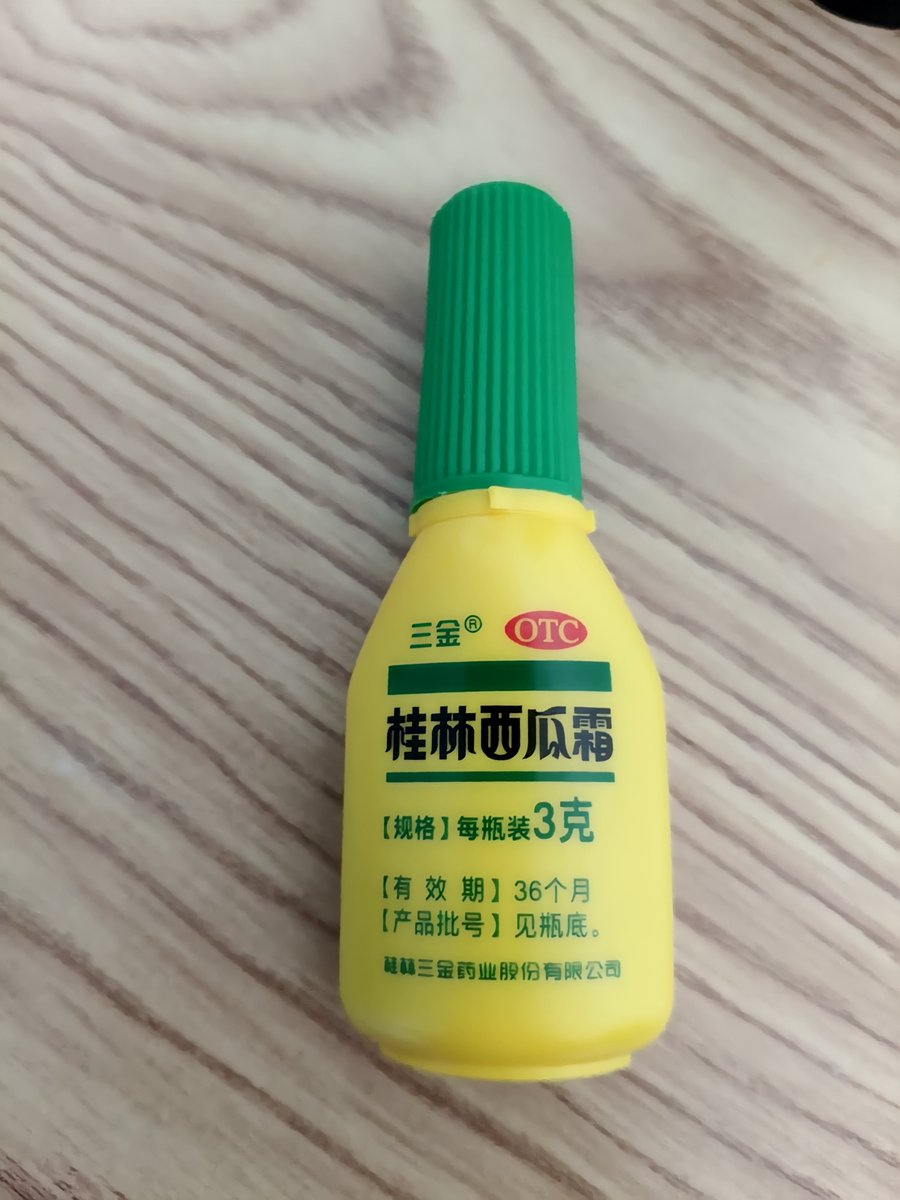 三金® OTC
桂林西瓜霜
【规格】每瓶装3克
【有效期】36个月
【产品批号】见瓶底。
桂林三金药业股份有限公司